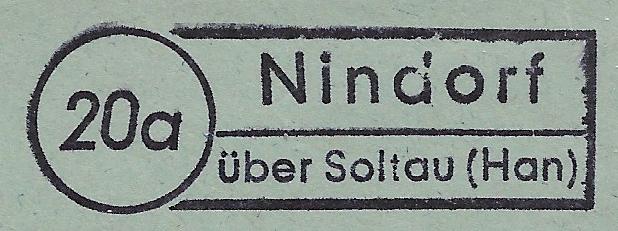 20a
Nindorf
über Soltau (Han)